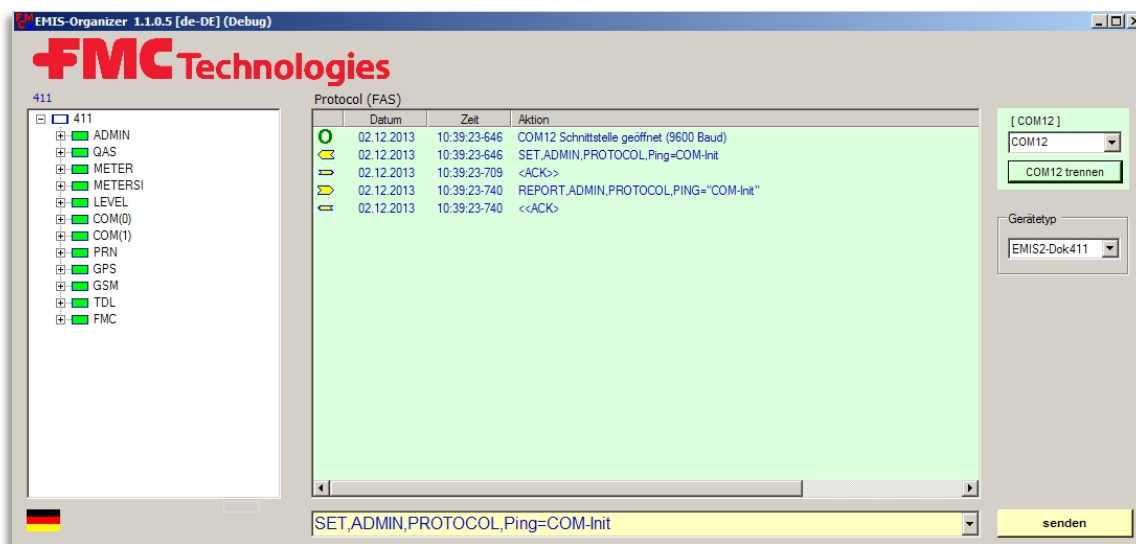 EMIS-Organizer 1.1.0.5 [de-DE] (Debug)
FMC Technologies
411
Protocol (FAS)
411
ADMIN
QAS
METER
METERSI
LEVEL
COM(0)
COM(1)
PRN
GPS
GSM
TDL
FMC
Datum Zeit Aktion
02.12.2013 10:39:23-646 COM12 Schnittstelle geöffnet (9600 Baud)
02.12.2013 10:39:23-646 SET,ADMIN,PROTOCOL,Ping=COM-Init
02.12.2013 10:39:23-709 <ACK>>
02.12.2013 10:39:23-740 REPORT,ADMIN,PROTOCOL,PING="COM-Init"
02.12.2013 10:39:23-740 <<ACK>
[ COM12 ]
COM12
COM12 trennen
Gerätetyp
EMIS2-Dok411
SET,ADMIN,PROTOCOL,Ping=COM-Init
senden